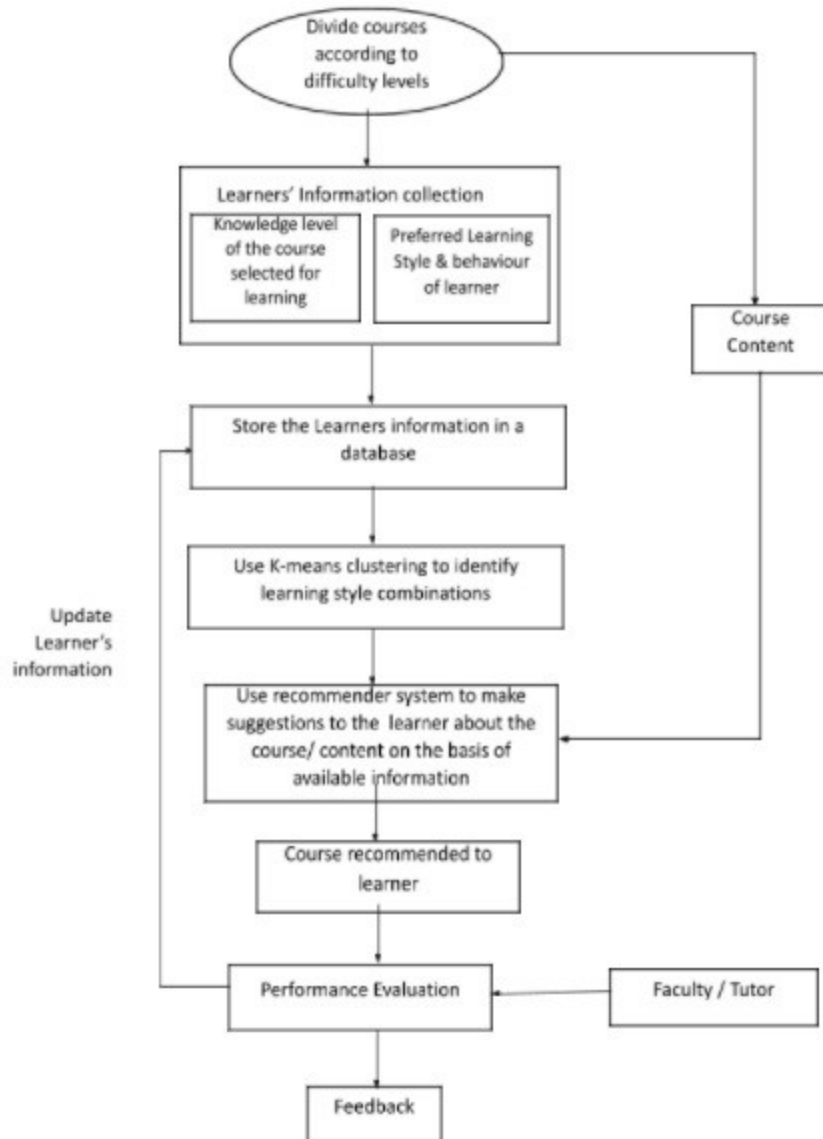 Divide courses
according to
difficulty levels
Learners' Information collection
Knowledge level
of the course
selected for
learning
Preferred Learning
Style & behaviour
of learner
Course
Content
Store the Learners information in a
database
Use K-means clustering to identify
learning style combinations
Update
Learner's
information
Use recommender system to make
suggestions to the learner about the
course/ content on the basis of
available information
Course recommended to
learner
Performance Evaluation
Faculty / Tutor
Feedback